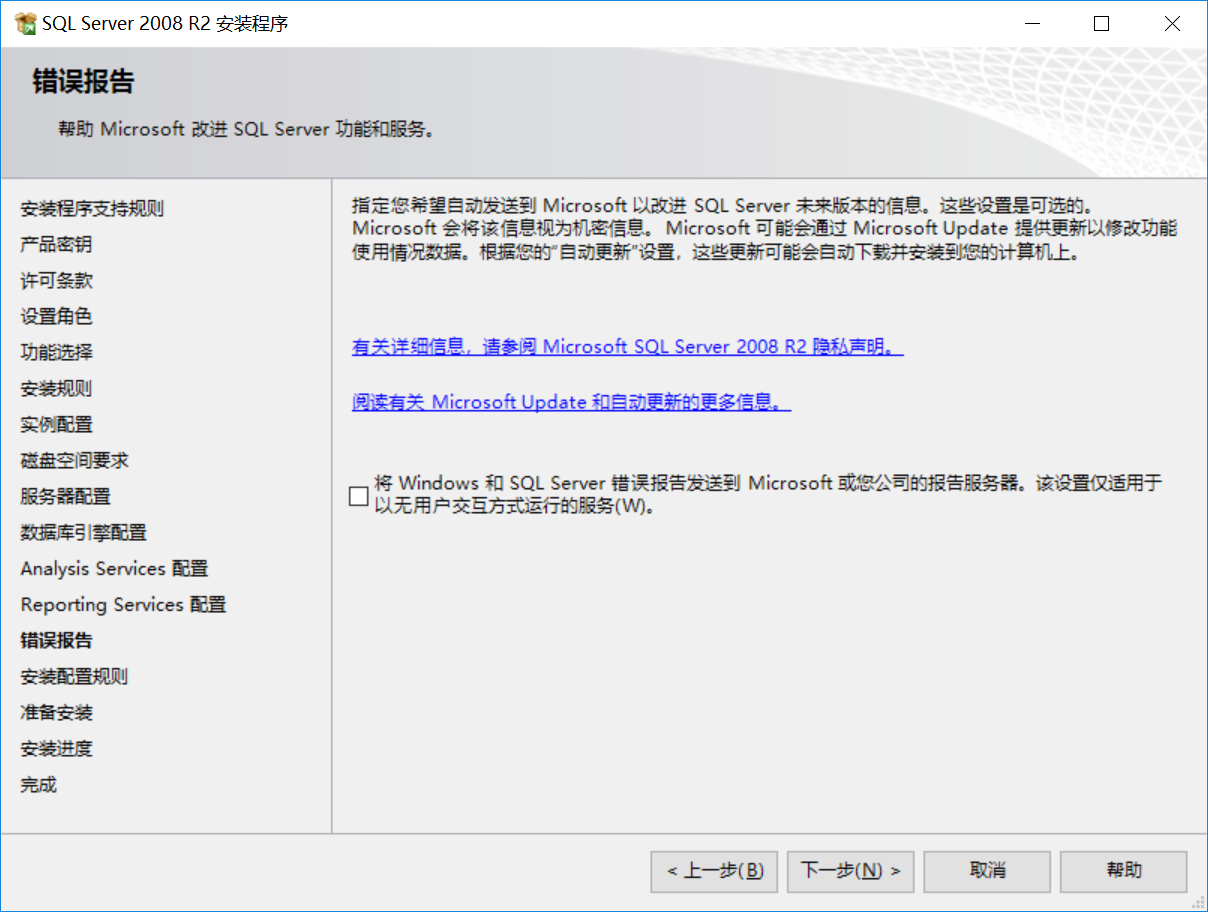 SQL Server 2008 R2 安装程序
错误报告
帮助 Microsoft 改进 SQL Server 功能和服务。
安装程序支持规则
产品密钥
许可条款
设置角色
功能选择
安装规则
实例配置
磁盘空间要求
服务器配置
数据库引擎配置
Analysis Services 配置
Reporting Services 配置
错误报告
安装配置规则
准备安装
安装进度
完成
指定您希望自动发送到 Microsoft 以改进 SQL Server 未来版本的信息。这些设置是可选的。
Microsoft 会将该信息视为机密信息。 Microsoft 可能会通过 Microsoft Update 提供更新以修改功能
使用情况数据。根据您的“自动更新”设置，这些更新可能会自动下载并安装到您的计算机上。
有关详细信息，请参阅 Microsoft SQL Server 2008 R2 隐私声明。
阅读有关 Microsoft Update 和自动更新的更多信息。
将 Windows 和 SQL Server 错误报告发送到 Microsoft 或您公司的报告服务器。该设置仅适用于
以无用户交互方式运行的服务(W)。
< 上一步(B) 下一步(N) > 取消 帮助